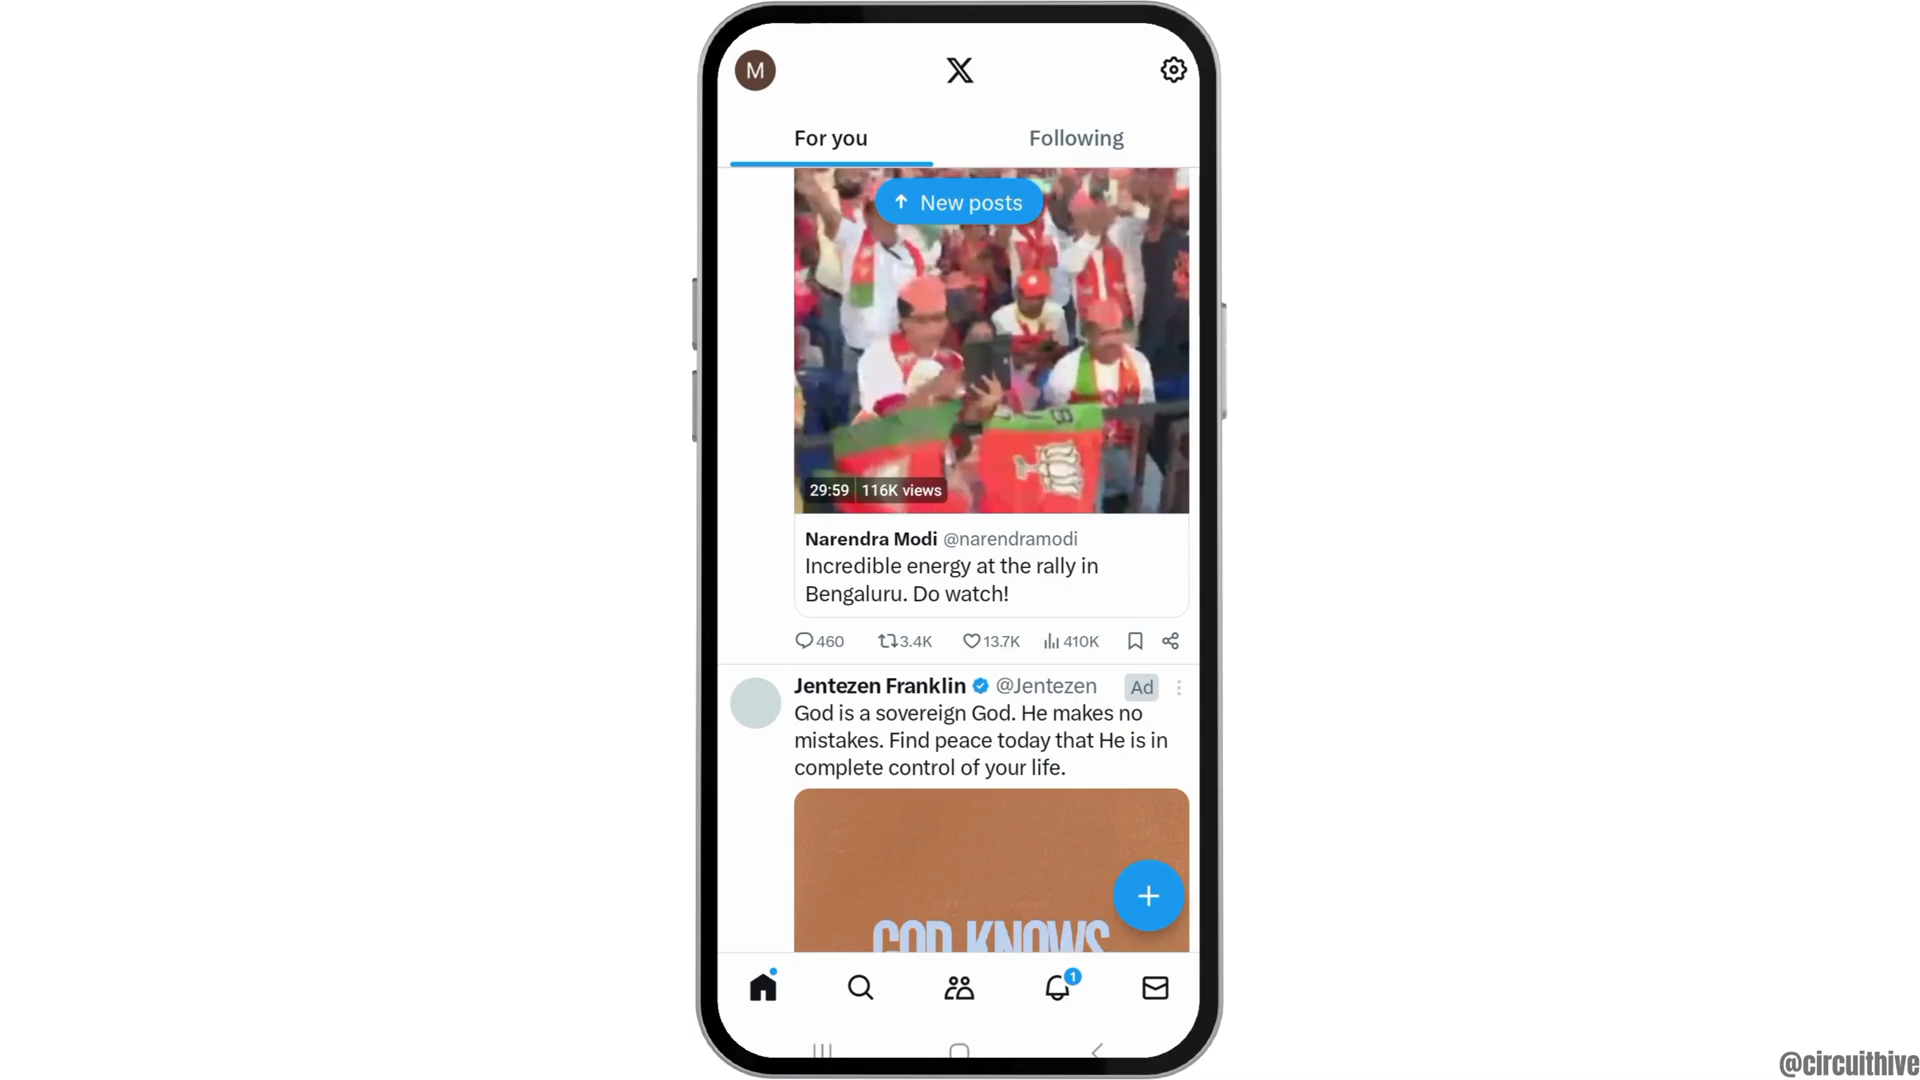 M
X
For you
Following
New posts
29:59 116K views
Narendra Modi @narendramodi
Incredible energy at the rally in
Bengaluru. Do watch!
460 3.4K 13.7K 410K
Jentezen Franklin @Jentezen Ad
God is a sovereign God. He makes no
mistakes. Find peace today that He is in
complete control of your life.
GOD KNOWS
1
@circuithive